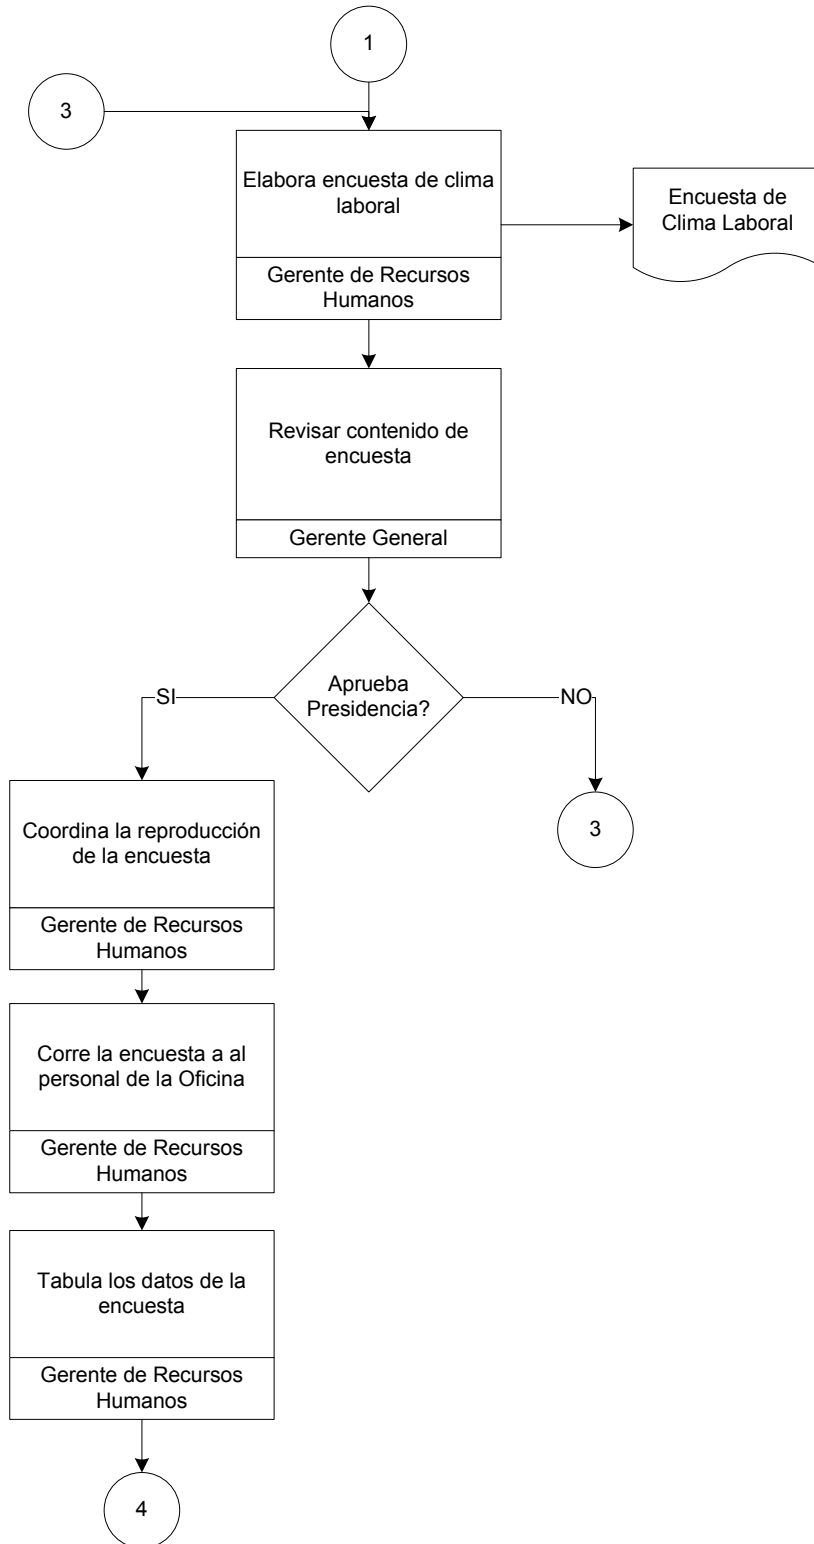 1
3
Elabora encuesta de clima
laboral
Gerente de Recursos
Humanos
Encuesta de
Clima Laboral
Revisar contenido de
encuesta
Gerente General
Aprueba
Presidencia?
SI
NO
3
Coordina la reproducción
de la encuesta
Gerente de Recursos
Humanos
Corre la encuesta a al
personal de la Oficina
Gerente de Recursos
Humanos
Tabula los datos de la
encuesta
Gerente de Recursos
Humanos
4